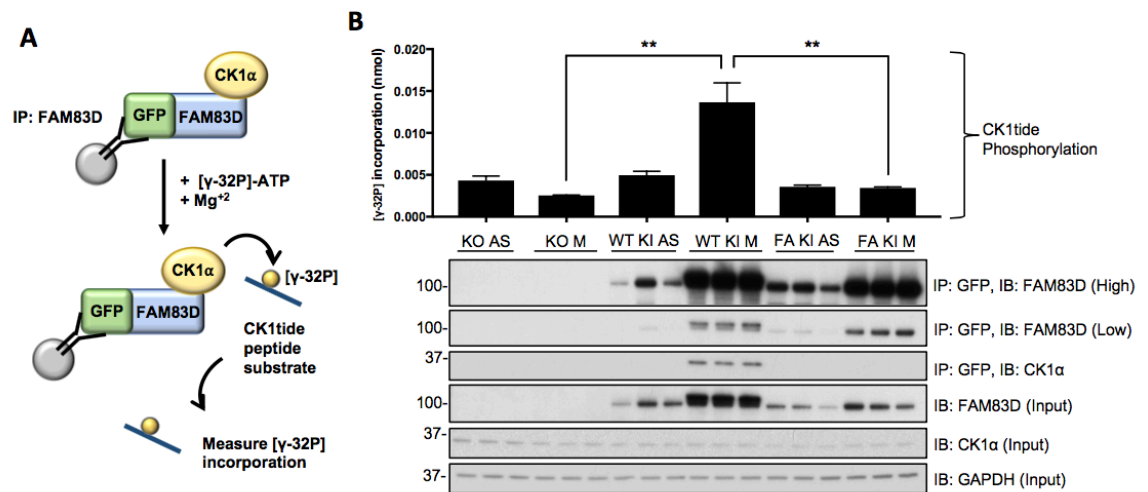 A
IP: FAM83D
GFP
FAM83D
CK1α
+ [γ-32P]-ATP
+ Mg+2
CK1α
GFP
FAM83D
[γ-32P]
CK1tide
peptide
substrate
Measure [γ-32P]
incorporation
B
[γ-32P] incorporation (nmol)
0.020
0.015
0.010
0.005
0.000
**
**
CK1tide
Phosphorylation
KO AS
KO M
WT KI AS
WT KI M
FA KI AS
FA KI M
100-
IP: GFP, IB: FAM83D (High)
100-
IP: GFP, IB: FAM83D (Low)
37-
IP: GFP, IB: CK1α
100-
IB: FAM83D (Input)
37-
IB: CK1α (Input)
37-
IB: GAPDH (Input)